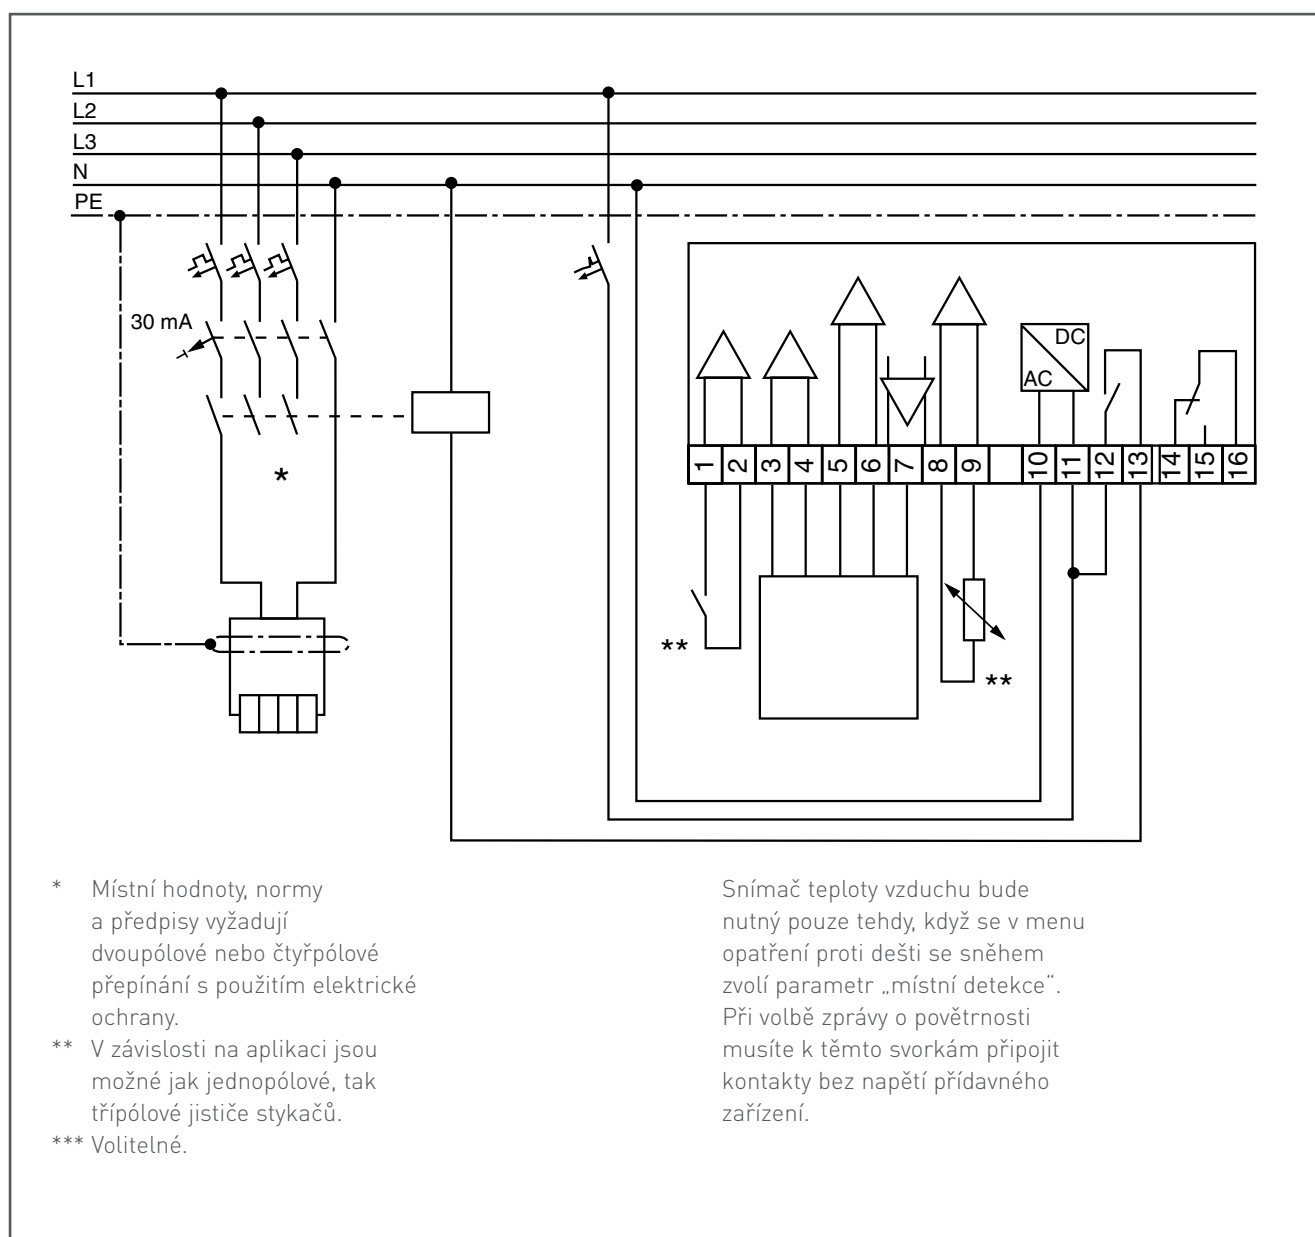 L1
L2
L3
N
PE
30 mA
*
DC
AC
1 2 3 4 5 6 7 8 9 10 11 12 13 14 15 16
**
**
* Místní hodnoty, normy
a předpisy vyžadují
dvoupólové nebo čtyřpólové
přepínání s použitím elektrické
ochrany.
** V závislosti na aplikaci jsou
možné jak jednopólové, tak
třípólové jističe stykačů.
*** Volitelné.
Snímač teploty vzduchu bude
nutný pouze tehdy, když se v menu
opatření proti dešti se sněhem
zvolí parametr „místní detekce“.
Při volbě zprávy o povětrnosti
musíte k těmto svorkám připojit
kontakty bez napětí přídavného
zařízení.